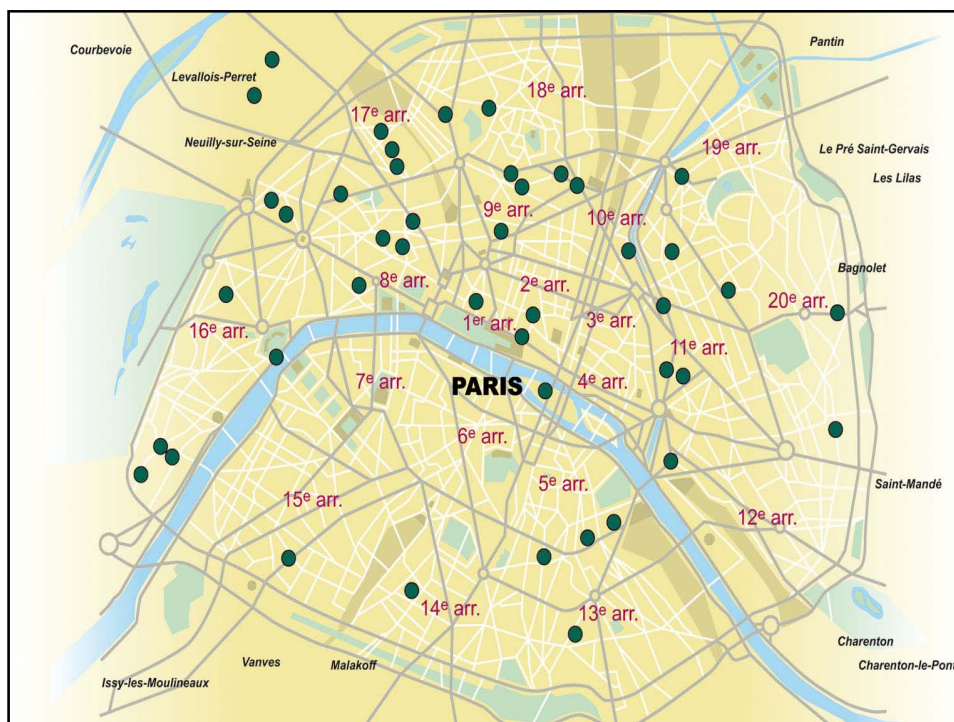 Courbevoie
Pantin
Levallois-Perret
18e arr.
17e arr.
Neuilly-sur-Seine
19e arr.
Le Pré Saint-Gervais
Les Lilas
9e arr.
10e arr.
Bagnolet
8e arr.
2e arr.
20e arr.
1er arr.
3e arr.
16e arr.
11e arr.
7e arr.
4e arr.
PARIS
6e arr.
5e arr.
Saint-Mandé
15e arr.
12e arr.
14e arr.
13e arr.
Charenton
Vanves
Malakoff
Charenton-le-Pont
Issy-les-Moulineaux